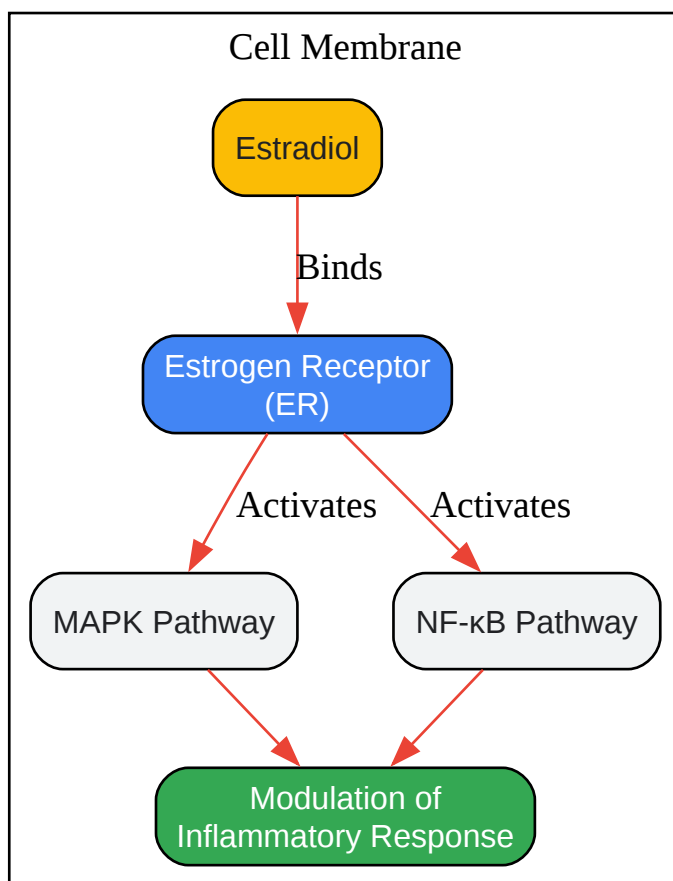 Cell Membrane
Estradiol
Binds
Estrogen Receptor
(ER)
Activates
Activates
MAPK Pathway
NF-κB Pathway
Modulation of
Inflammatory Response